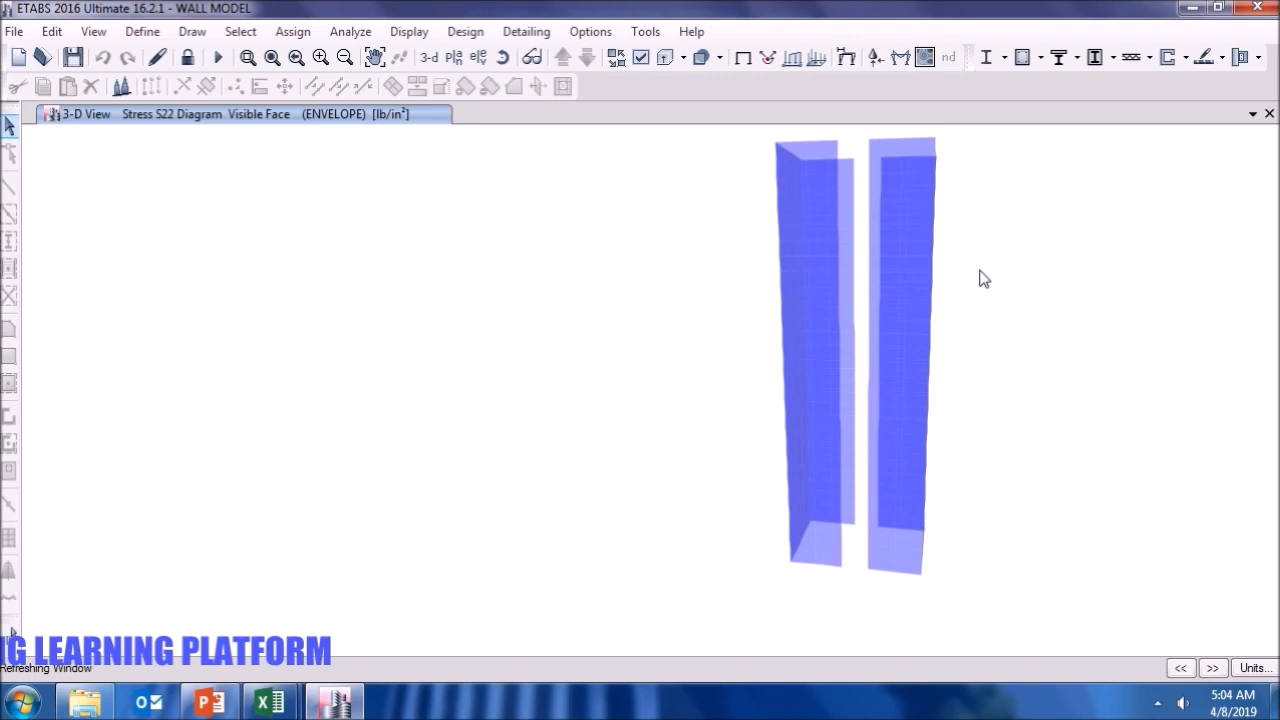 ETABS 2016 Ultimate 16.2.1 - WALL MODEL
File Edit View Define Draw Select Assign Analyze Display Design Detailing Options Tools Help
3-d
nd
3-D View Stress S22 Diagram Visible Face (ENVELOPE) [lb/in²]
G LEARNING PLATFORM
Refreshing Window
<< >> Units...
5:04 AM
4/8/2019